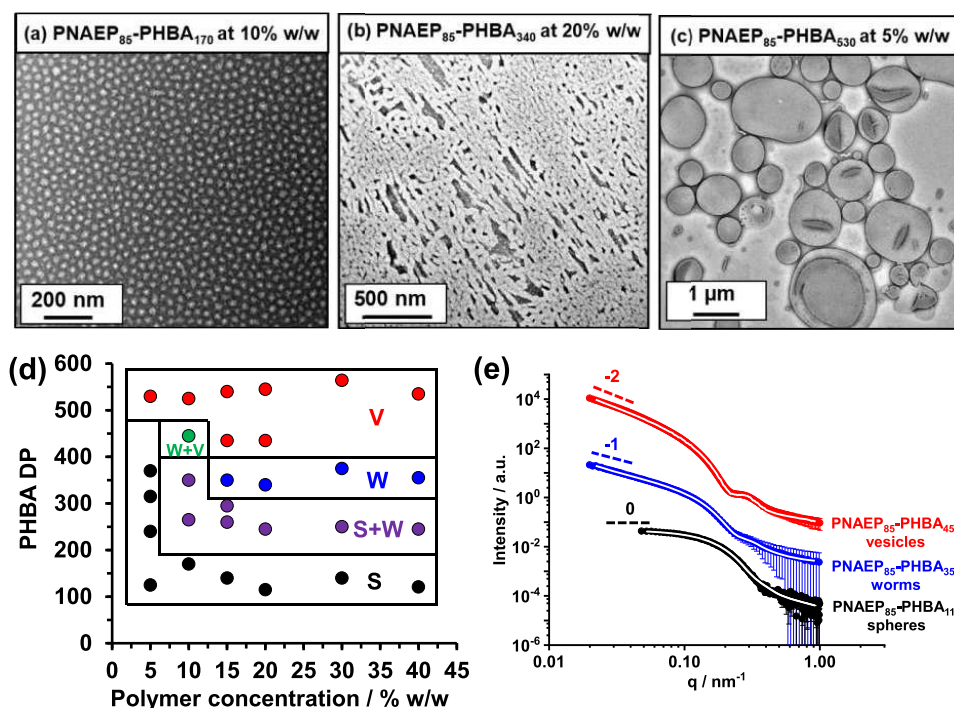 (a) PNAEP85-PHBA170 at 10% w/w
(b) PNAEP85-PHBA340 at 20% w/w
(c) PNAEP85-PHBA530 at 5% w/w
200 nm
500 nm
1 µm
(d)
600
500
400
300
200
100
0
PHBA DP
V
W+V
W
S+W
S
0 5 10 15 20 25 30 35 40 45
Polymer concentration / % w/w
(e)
10^4
10^2
10^0
10^-2
10^-4
10^-6
Intensity / a.u.
-2
-1
0
PNAEP85-PHBA45
vesicles
PNAEP85-PHBA35
worms
PNAEP85-PHBA11
spheres
0.01 0.10 1.00
q / nm^-1